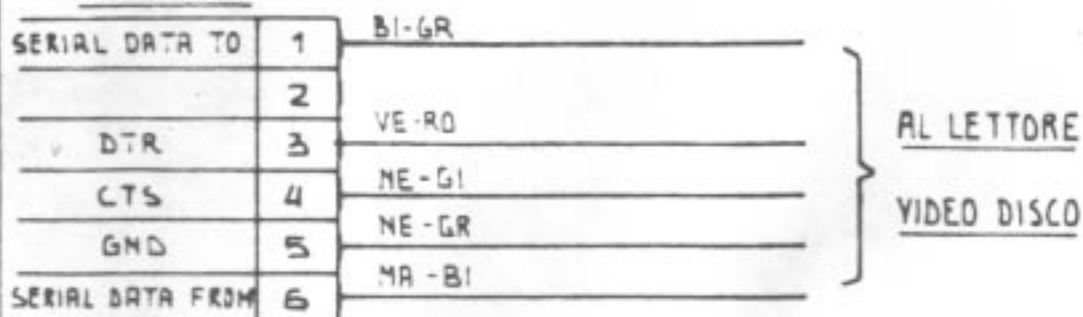 SERIAL DATA TO 1 BI-GR
2
DTR 3 VE-RO
CTS 4 NE-GI
GND 5 NE-GR
SERIAL DATA FROM 6 MA-BI
AL LETTORE
VIDEO DISCO